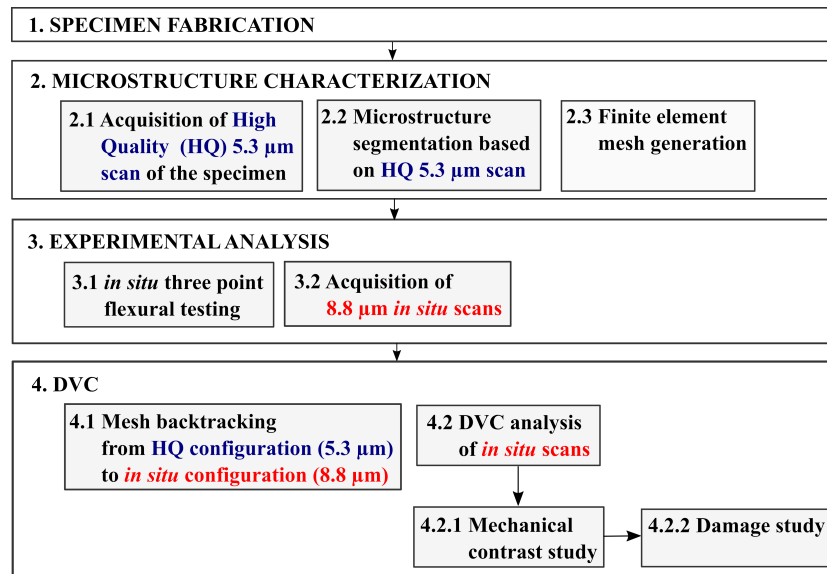 1. SPECIMEN FABRICATION
2. MICROSTRUCTURE CHARACTERIZATION
2.1 Acquisition of High
Quality (HQ) 5.3 µm
scan of the specimen
2.2 Microstructure
segmentation based
on HQ 5.3 µm scan
2.3 Finite element
mesh generation
3. EXPERIMENTAL ANALYSIS
3.1 in situ three point
flexural testing
3.2 Acquisition of
8.8 µm in situ scans
4. DVC
4.1 Mesh backtracking
from HQ configuration (5.3 µm)
to in situ configuration (8.8 µm)
4.2 DVC analysis
of in situ scans
4.2.1 Mechanical
contrast study
4.2.2 Damage study